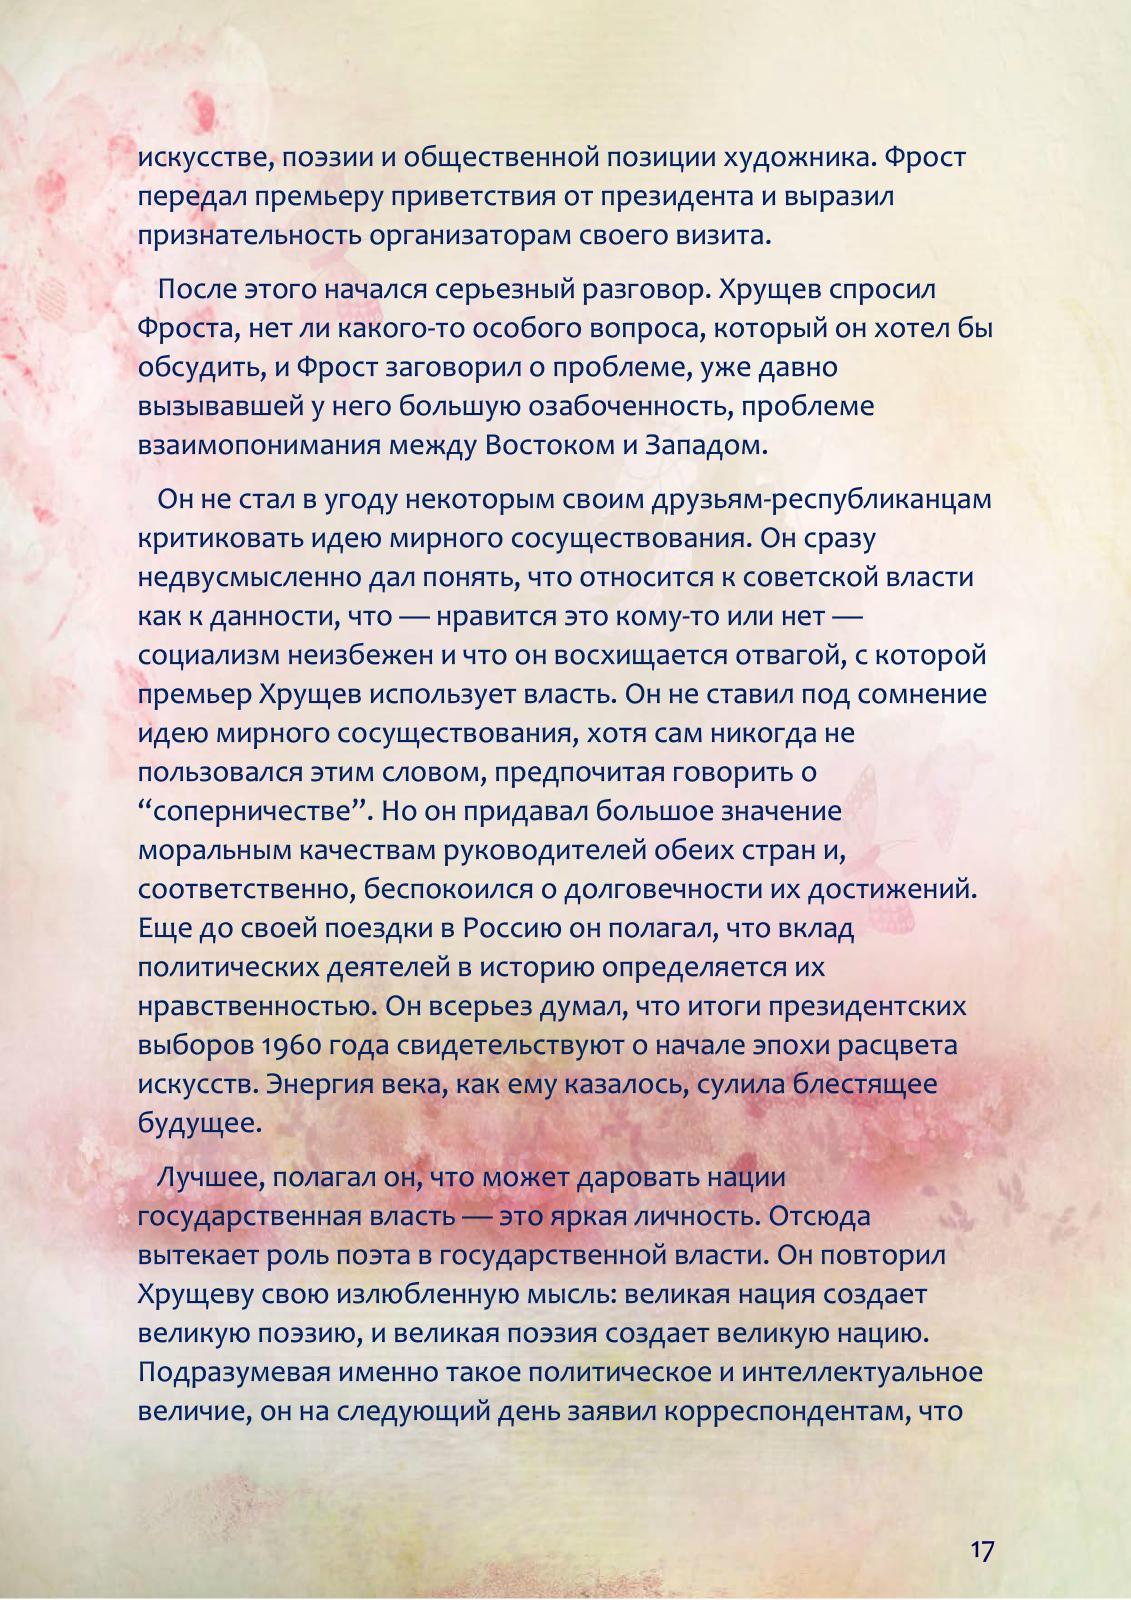 искусстве, поэзии и общественной позиции художника. Фрост
передал премьеру приветствия от президента и выразил
признательность организаторам своего визита.
После этого начался серьезный разговор. Хрущев спросил
Фроста, нет ли какого-то особого вопроса, который он хотел бы
обсудить, и Фрост заговорил о проблеме, уже давно
вызывавшей у него большую озабоченность, проблеме
взаимопонимания между Востоком и Западом.
Он не стал в угоду некоторым своим друзьям-республиканцам
критиковать идею мирного сосуществования. Он сразу
недвусмысленно дал понять, что относится к советской власти
как к данности, что — нравится это кому-то или нет —
социализм неизбежен и что он восхищается отвагой, с которой
премьер Хрущев использует власть. Он не ставил под сомнение
идею мирного сосуществования, хотя сам никогда не
пользовался этим словом, предпочитая говорить о
“соперничестве”. Но он придавал большое значение
моральным качествам руководителей обеих стран и,
соответственно, беспокоился о долговечности их достижений.
Еще до своей поездки в Россию он полагал, что вклад
политических деятелей в историю определяется их
нравственностью. Он всерьез думал, что итоги президентских
выборов 1960 года свидетельствуют о начале эпохи расцвета
искусств. Энергия века, как ему казалось, сулила блестящее
будущее.
Лучшее, полагал он, что может даровать нации
государственная власть — это яркая личность. Отсюда
вытекает роль поэта в государственной власти. Он повторил
Хрущеву свою излюбленную мысль: великая нация создает
великую поэзию, и великая поэзия создает великую нацию.
Подразумевая именно такое политическое и интеллектуальное
величие, он на следующий день заявил корреспондентам, что
17